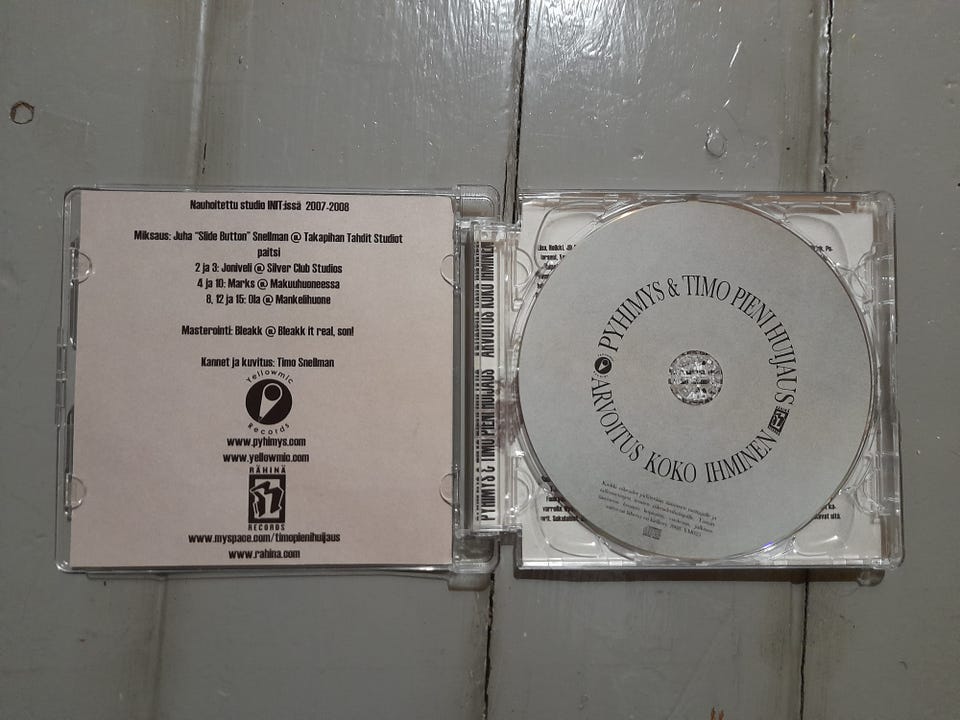 Nauhoitettu studio INIT:issä 2007-2008
Miksaus: Juha "Slide Button" Snellman @ Takapihan Tahdit Studiot
paitsi
2 ja 3: Joniveli @ Silver Club Studios
4 ja 10: Marks @ Makuuhuoneessa
8, 12 ja 15: Ola @ Mankelihuone
Masterointi: Bleakk @ Bleakk it real, son!
Kannet ja kuvitus: Timo Snellman
Yellowmic
Records
www.pyhimys.com
www.yellowmic.com
RÄHINÄ
RECORDS
www.myspace.com/timopienihuijaus
www.rahina.com
PYHIMYS & TIMO PIENI HUIJAUS ARVOITUS KOKO IHMINEN
PYHIMYS & TIMO PIENI HUIJAUS
ARVOITUS KOKO IHMINEN